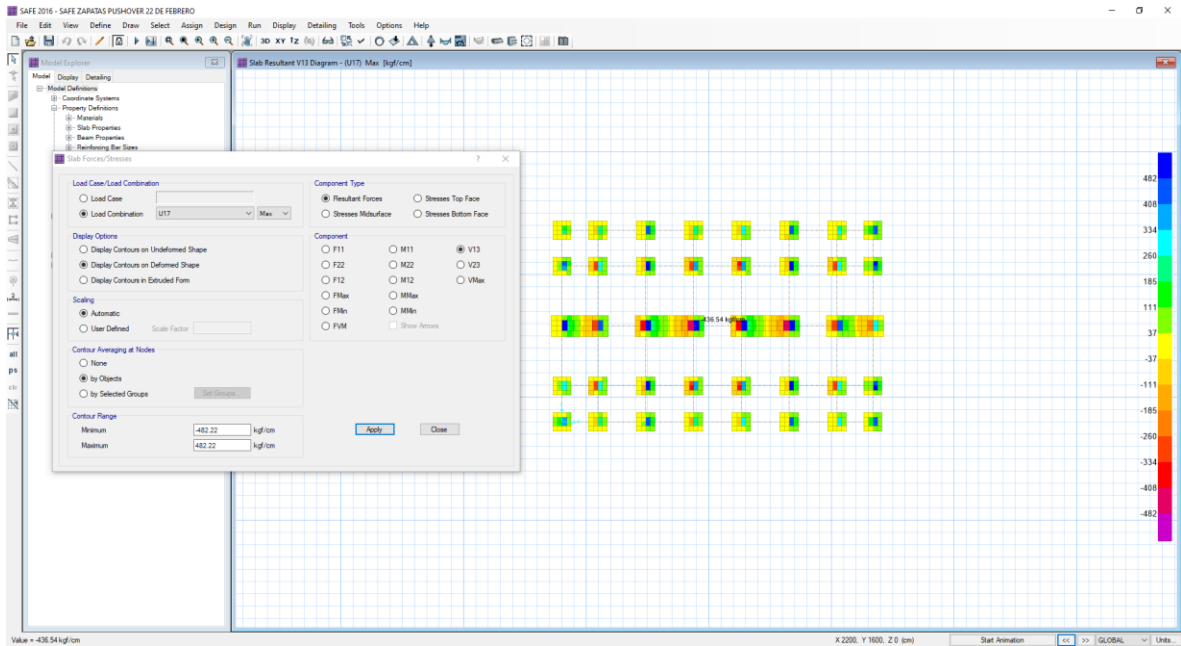 SAFE 2016 - SAFE ZAPATAS PUSHOVER 22 DE FEBRERO
File Edit View Define Draw Select Assign Design Run Display Detailing Tools Options Help
3D XY
Model Explorer
Slab Resultant V13 Diagram - (U17) Max [kgf/cm]
Model Display Detailing
Model Definitions
Coordinate Systems
Property Definitions
Materials
Slab Properties
Beam Properties
Reinforcing Bar Sizes
Slab Forces/Stresses
Load Case/Load Combination
Load Case
Load Combination U17 Max
Display Options
Display Contours on Undeformed Shape
Display Contours on Deformed Shape
Display Contours in Extruded Form
Scaling
Automatic
User Defined Scale Factor
Contour Averaging at Nodes
None
by Objects
by Selected Groups Set Groups...
Contour Range
Minimum -482.22 kgf/cm
Maximum 482.22 kgf/cm
Component Type
Resultant Forces Stresses Top Face
Stresses Midsurface Stresses Bottom Face
Component
F11 M11 V13
F22 M22 V23
F12 M12 VMax
FMax MMax
FMin MMin
FVM Show Arrows
Apply Close
all
ps
clr
-436.54 kgf/cm
482
408
334
260
185
111
37
-37
-111
-185
-260
-334
-408
-482
Value = -436.54 kgf/cm
X 2200, Y 1600, Z 0 (cm) Start Animation << >> GLOBAL Units...